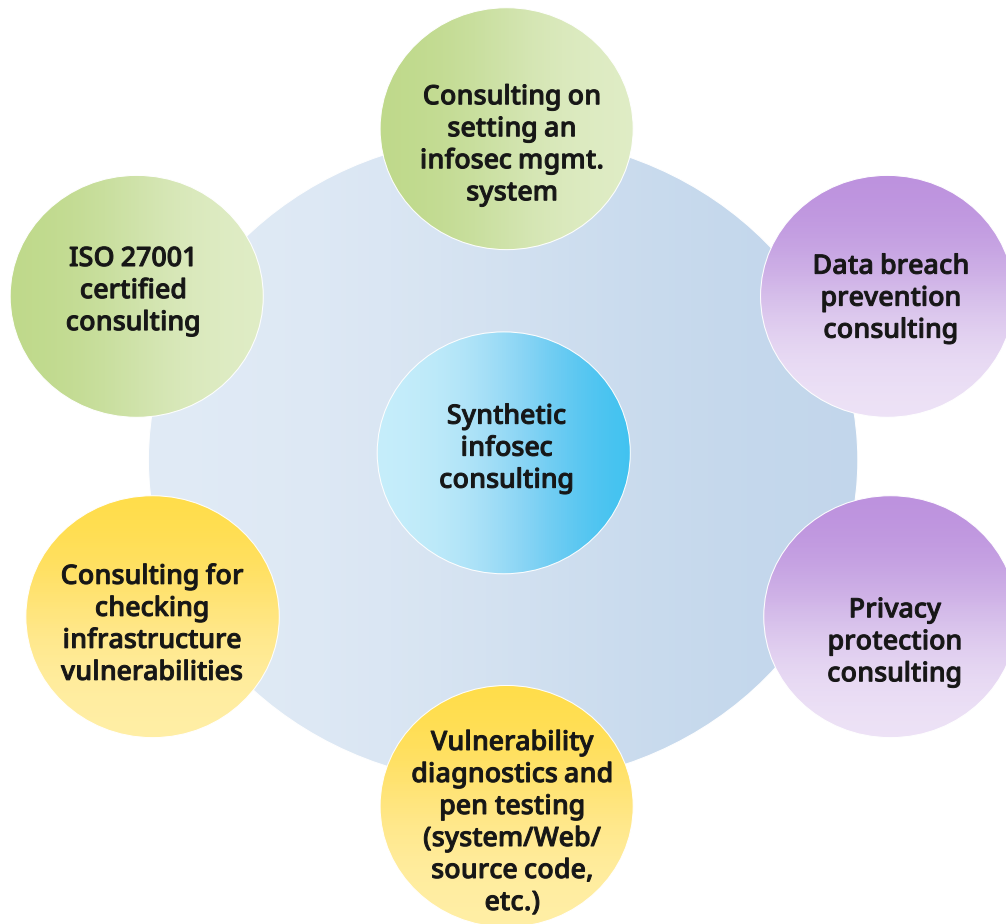 Consulting on
setting an
infosec mgmt.
system
ISO 27001
certified
consulting
Data breach
prevention
consulting
Synthetic
infosec
consulting
Consulting for
checking
infrastructure
vulnerabilities
Privacy
protection
consulting
Vulnerability
diagnostics and
pen testing
(system/Web/
source code,
etc.)